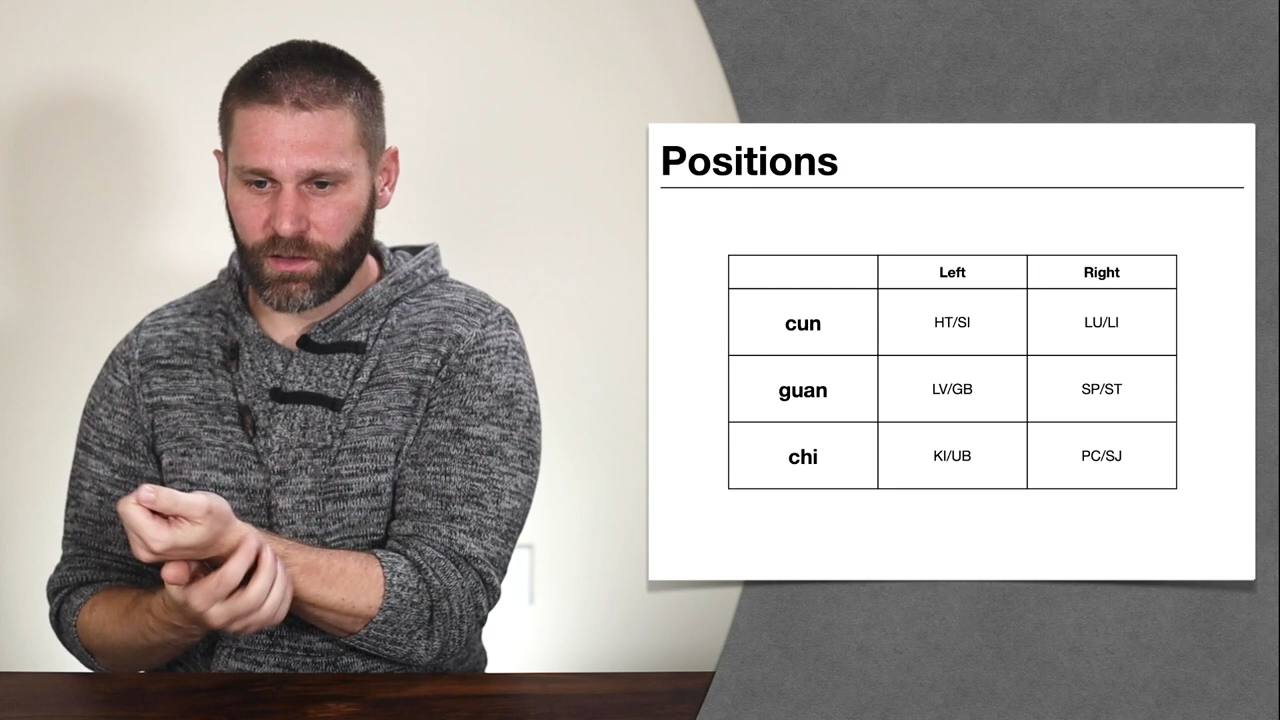 Positions
Left Right
cun HT/SI LU/LI
guan LV/GB SP/ST
chi KI/UB PC/SJ